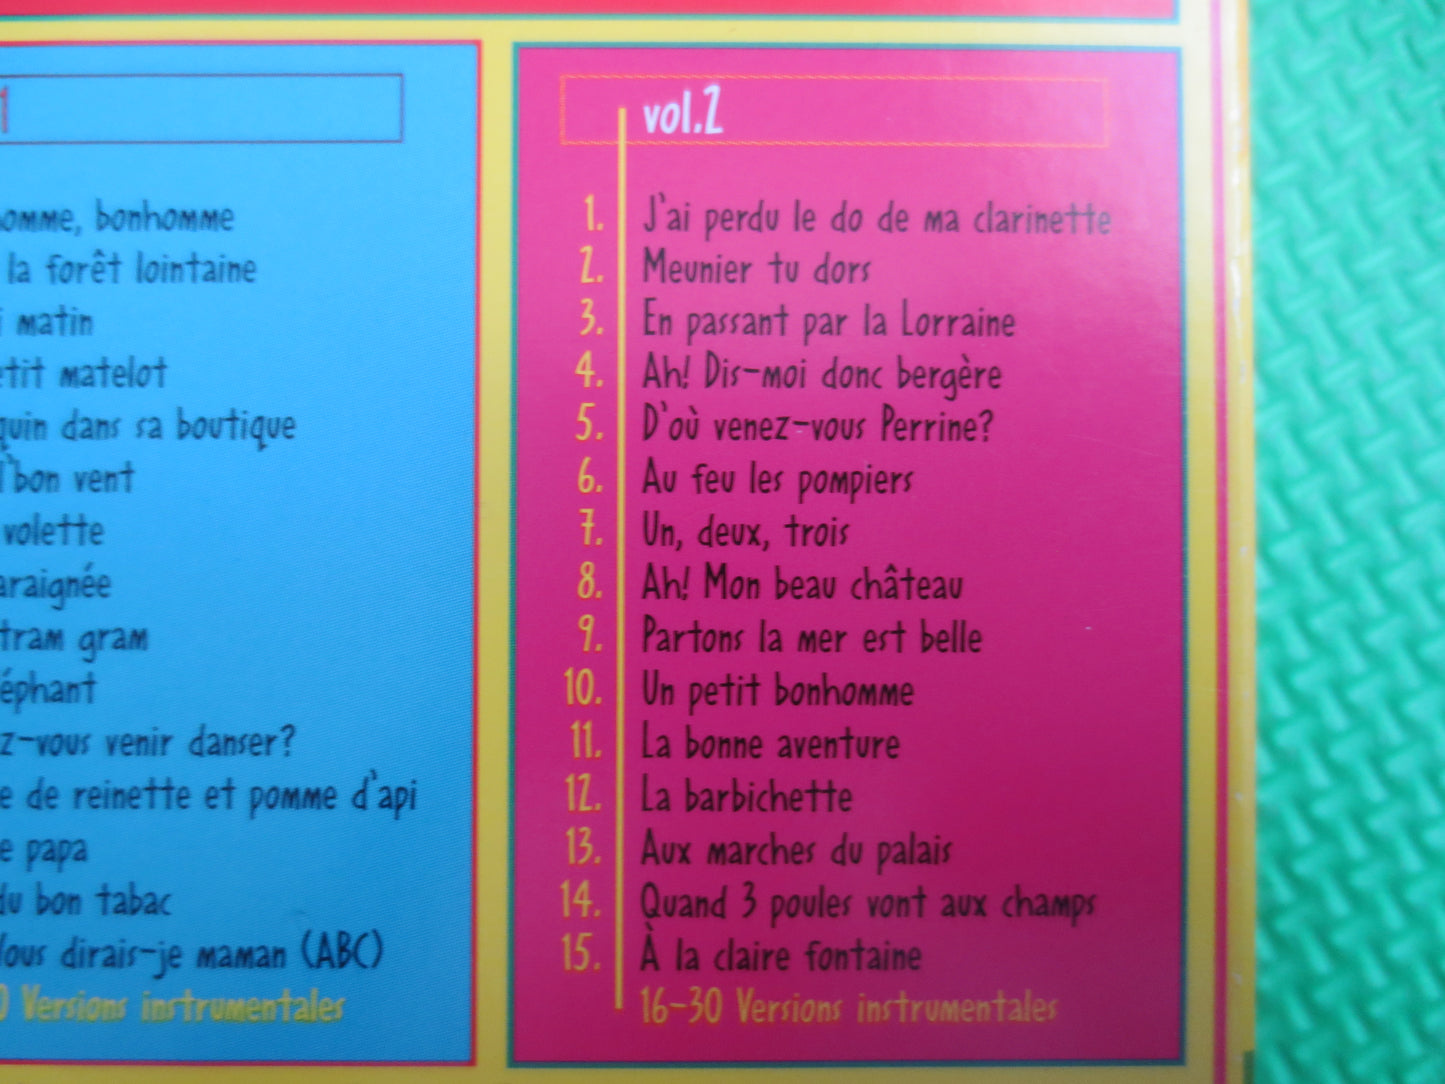 1
omme, bonhomme
la forêt lointaine
i matin
etit matelot
quin dans sa boutique
l'bon vent
volette
araignée
tram gram
éphant
z-vous venir danser?
e de reinette et pomme d'api
e papa
du bon tabac
Vous dirais-je maman (ABC)
0 Versions instrumentales
vol.2
1. J'ai perdu le do de ma clarinette
2. Meunier tu dors
3. En passant par la Lorraine
4. Ah! Dis-moi donc bergère
5. D'où venez-vous Perrine?
6. Au feu les pompiers
7. Un, deux, trois
8. Ah! Mon beau château
9. Partons la mer est belle
10. Un petit bonhomme
11. La bonne aventure
12. La barbichette
13. Aux marches du palais
14. Quand 3 poules vont aux champs
15. À la claire fontaine
16-30 Versions instrumentales